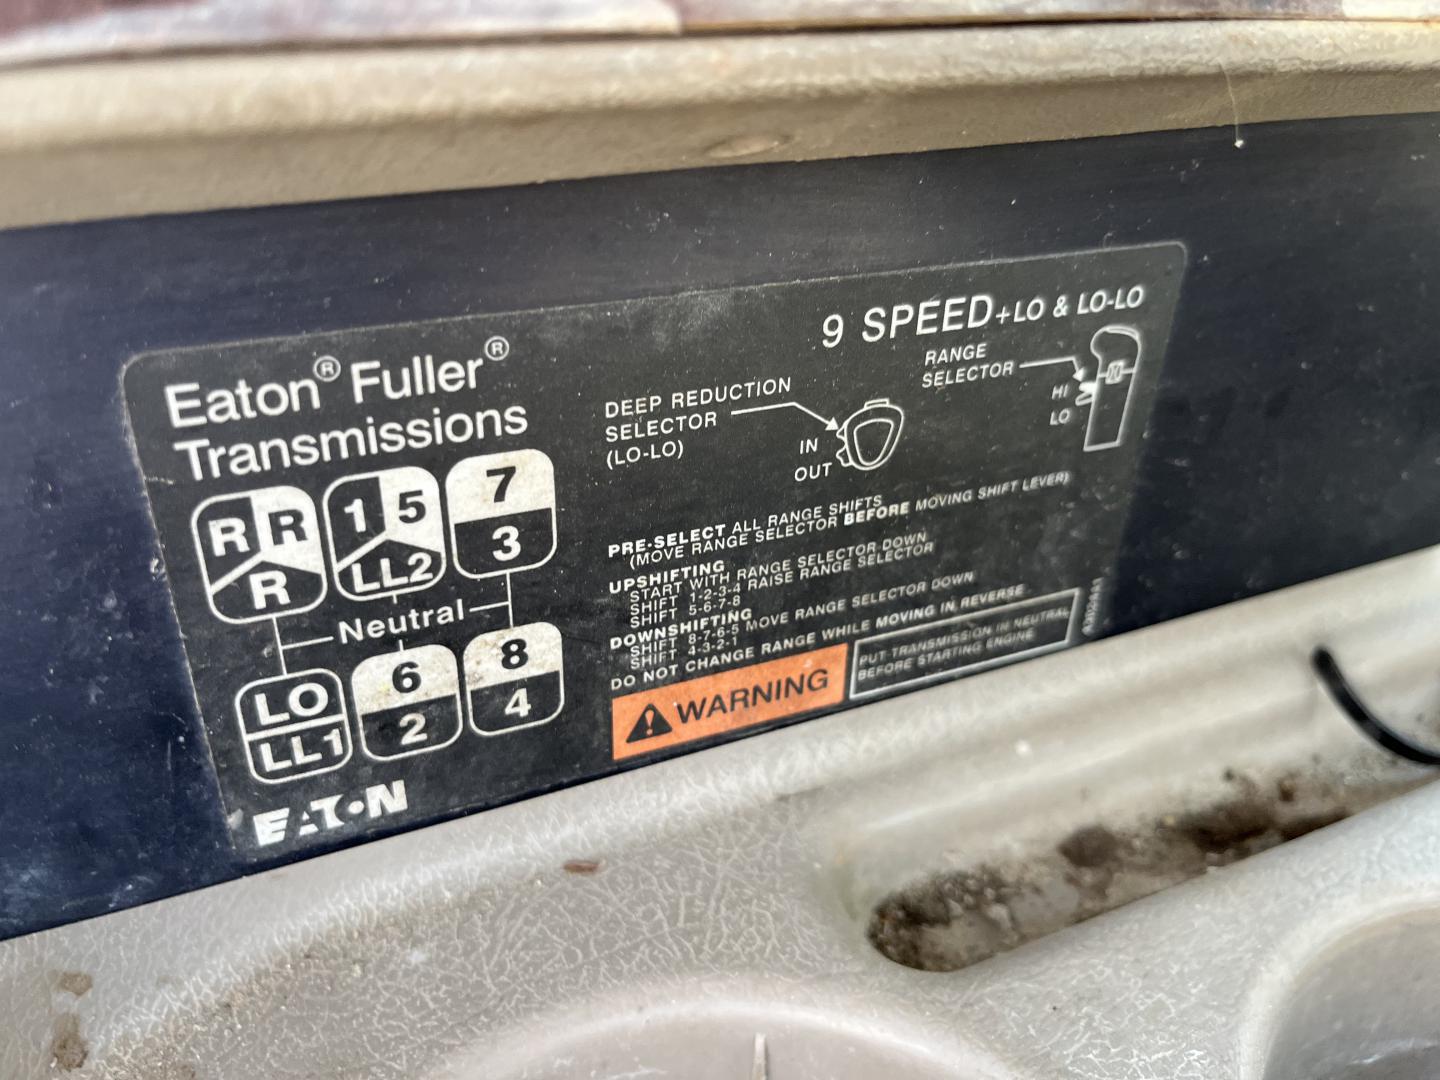 Eaton® Fuller®
Transmissions
R R
R
1 5
LL2
7
3
Neutral
LO
LL1
6
2
8
4
EATON
9 SPEED+LO & LO-LO
DEEP REDUCTION
SELECTOR
(LO-LO)
IN
OUT
RANGE
SELECTOR
HI
LO
PRE-SELECT ALL RANGE SHIFTS
(MOVE RANGE SELECTOR BEFORE MOVING SHIFT LEVER)
UPSHIFTING
START WITH RANGE SELECTOR DOWN
SHIFT 1-2-3-4 RAISE RANGE SELECTOR
SHIFT 5-6-7-8
DOWNSHIFTING
SHIFT 8-7-6-5 MOVE RANGE SELECTOR DOWN
SHIFT 4-3-2-1
DO NOT CHANGE RANGE WHILE MOVING IN REVERSE
WARNING
PUT TRANSMISSION IN NEUTRAL
BEFORE STARTING ENGINE